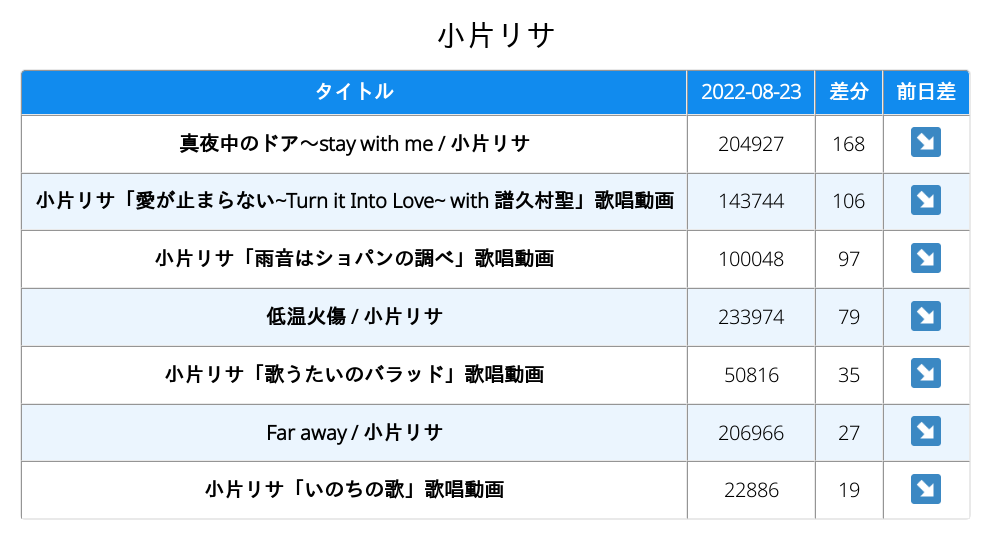 小片リサ
タイトル 2022-08-23 差分 前日差
真夜中のドア〜stay with me / 小片リサ 204927 168 ↘
小片リサ「愛が止まらない~Turn it Into Love~ with 譜久村聖」歌唱動画 143744 106 ↘
小片リサ「雨音はショパンの調べ」歌唱動画 100048 97 ↘
低温火傷 / 小片リサ 233974 79 ↘
小片リサ「歌うたいのバラッド」歌唱動画 50816 35 ↘
Far away / 小片リサ 206966 27 ↘
小片リサ「いのちの歌」歌唱動画 22886 19 ↘